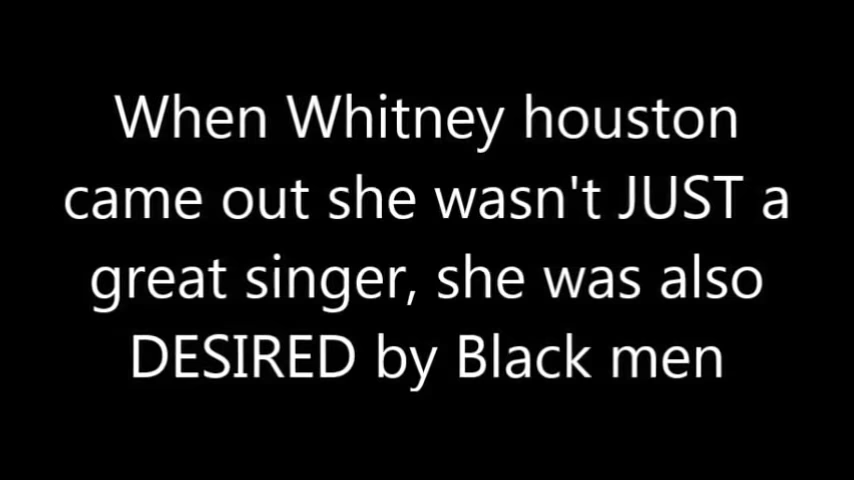 When Whitney houston
came out she wasn't JUST a
great singer, she was also
DESIRED by Black men